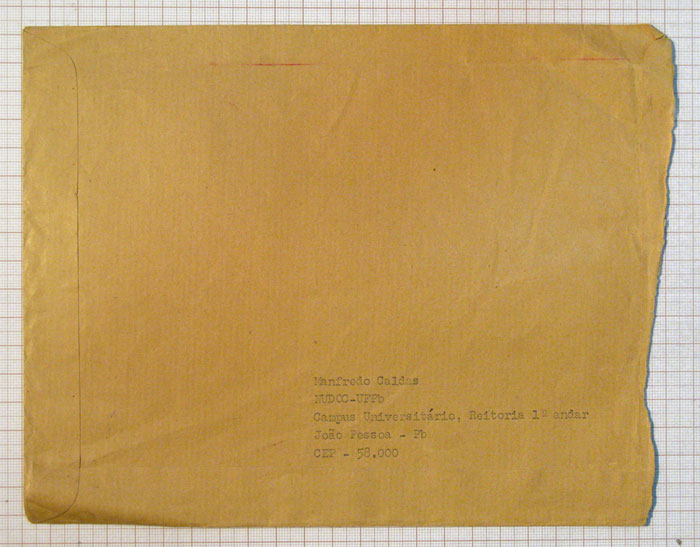 Manfredo Caldas
NUDOC-UFPb
Campus Universitário, Reitoria 1º andar
João Pessoa - Pb
CEP - 58.000